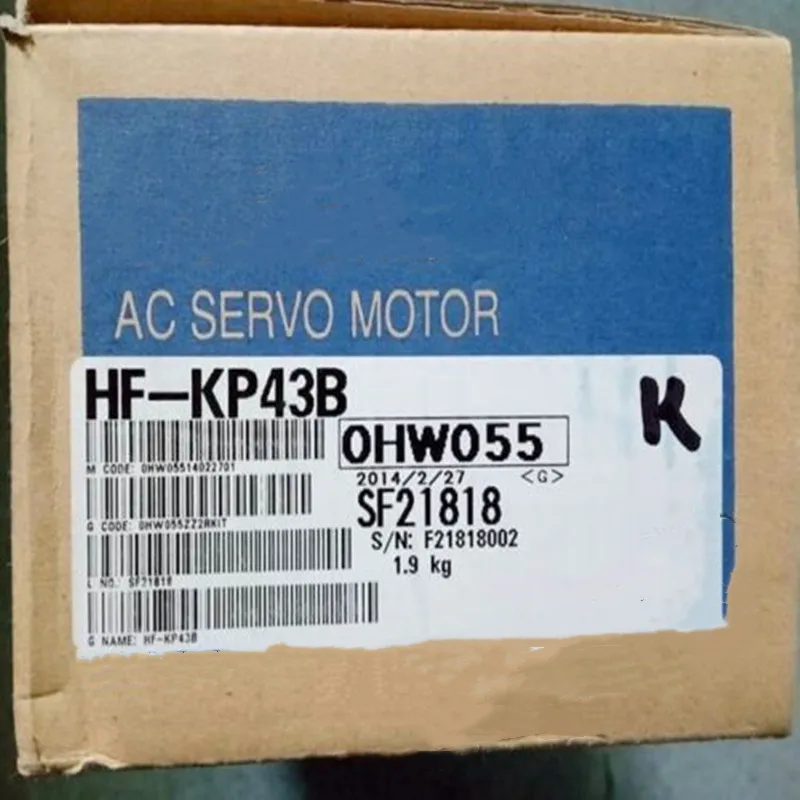 AC SERVO MOTOR
HF-KP43B
K
0HW055
M CODE: 0HW05514022701
2014/2/27 <G>
SF21818
G CODE: 0HW055ZZ2RKIT
S/N: F21818002
1.9 kg
L NO.: SF21818
G NAME: HF-KP43B